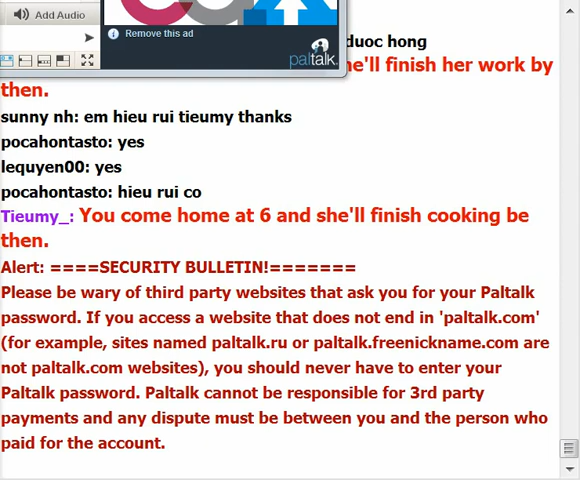 Add Audio
Remove this ad
paltalk
duoc hong
he'll finish her work by
then.
sunny nh: em hieu rui tieumy thanks
pocahontasto: yes
lequyen00: yes
pocahontasto: hieu rui co
Tieumy_: You come home at 6 and she'll finish cooking be
then.
Alert: ====SECURITY BULLETIN!=======
Please be wary of third party websites that ask you for your Paltalk
password. If you access a website that does not end in 'paltalk.com'
(for example, sites named paltalk.ru or paltalk.freenickname.com are
not paltalk.com websites), you should never have to enter your
Paltalk password. Paltalk cannot be responsible for 3rd party
payments and any dispute must be between you and the person who
paid for the account.